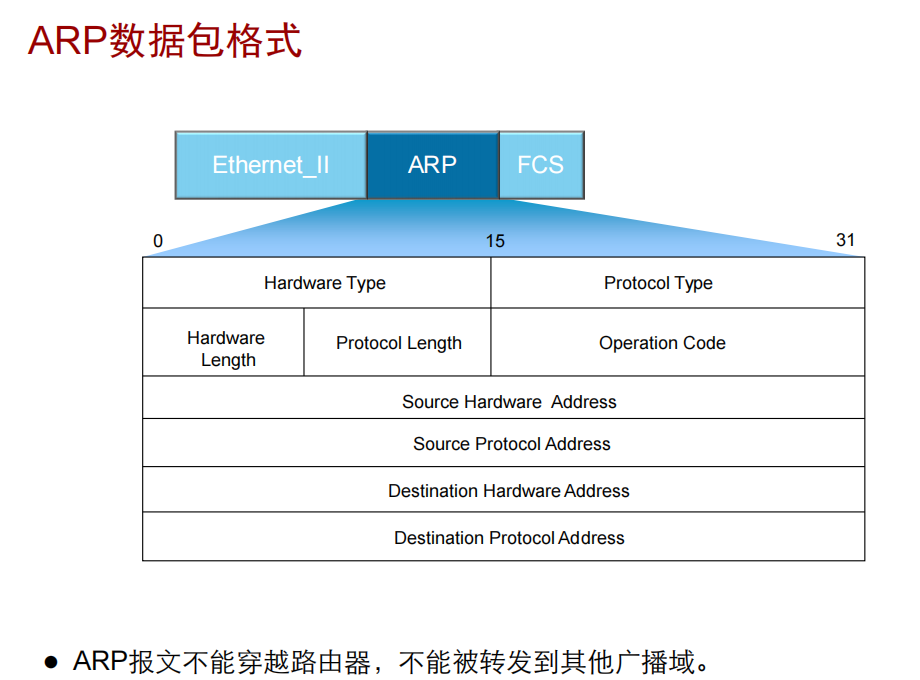 ARP数据包格式
Ethernet_II ARP FCS
0 15 31
Hardware Type Protocol Type
Hardware
Length
Protocol Length Operation Code
Source Hardware Address
Source Protocol Address
Destination Hardware Address
Destination Protocol Address
● ARP报文不能穿越路由器，不能被转发到其他广播域。